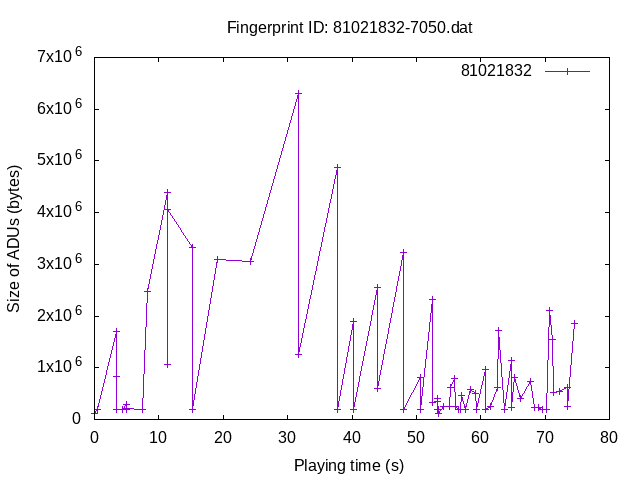 Fingerprint ID: 81021832-7050.dat
81021832
7x10^6
6x10^6
5x10^6
4x10^6
3x10^6
2x10^6
1x10^6
0
Size of ADUs (bytes)
0 10 20 30 40 50 60 70 80
Playing time (s)